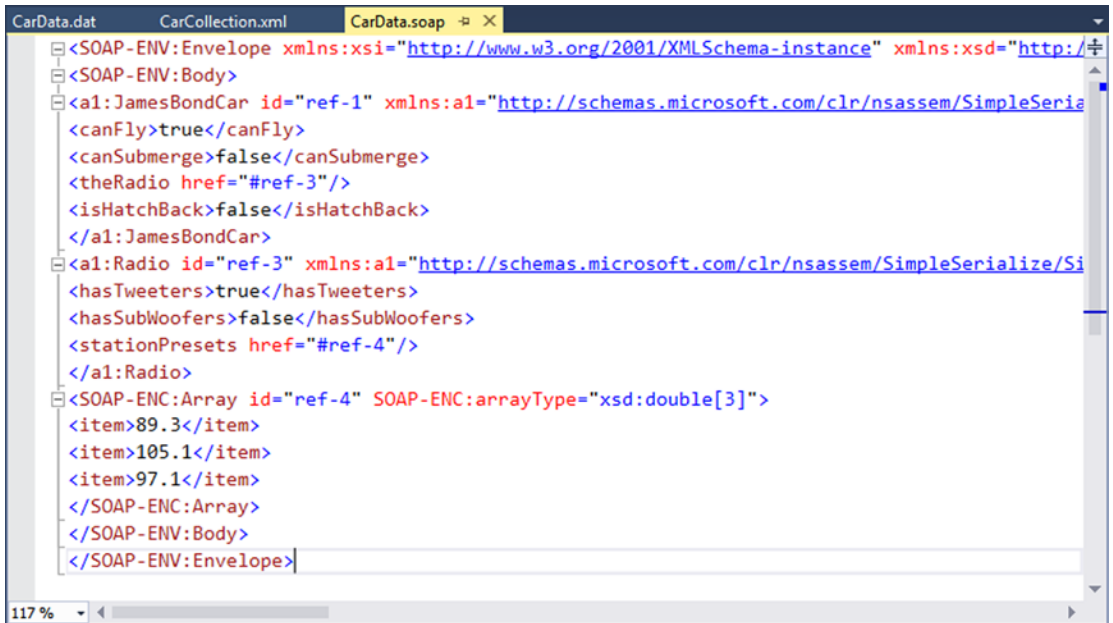 CarData.dat CarCollection.xml CarData.soap
<SOAP-ENV:Envelope xmlns:xsi="http://www.w3.org/2001/XMLSchema-instance" xmlns:xsd="http:/
<SOAP-ENV:Body>
<a1:JamesBondCar id="ref-1" xmlns:a1="http://schemas.microsoft.com/clr/nsassem/SimpleSeria
<canFly>true</canFly>
<canSubmerge>false</canSubmerge>
<theRadio href="#ref-3"/>
<isHatchBack>false</isHatchBack>
</a1:JamesBondCar>
<a1:Radio id="ref-3" xmlns:a1="http://schemas.microsoft.com/clr/nsassem/SimpleSerialize/Si
<hasTweeters>true</hasTweeters>
<hasSubWoofers>false</hasSubWoofers>
<stationPresets href="#ref-4"/>
</a1:Radio>
<SOAP-ENC:Array id="ref-4" SOAP-ENC:arrayType="xsd:double[3]">
<item>89.3</item>
<item>105.1</item>
<item>97.1</item>
</SOAP-ENC:Array>
</SOAP-ENV:Body>
</SOAP-ENV:Envelope>
117 %